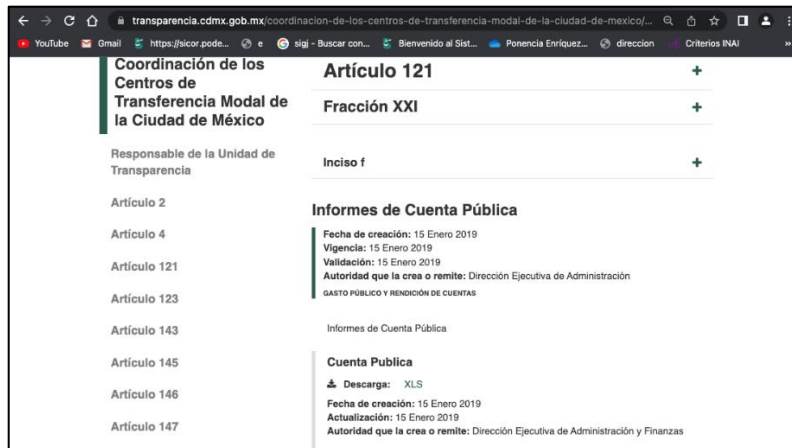 transparencia.cdmx.gob.mx/coordinacion-de-los-centros-de-transferencia-modal-de-la-ciudad-de-mexico/...
YouTube Gmail https://sicor.pode... e sigj - Buscar con... Bienvenido al Sist... Ponencia Enríquez... direccion Criterios INAI »
Coordinación de los
Centros de
Transferencia Modal de
la Ciudad de México
Responsable de la Unidad de
Transparencia
Artículo 2
Artículo 4
Artículo 121
Artículo 123
Artículo 143
Artículo 145
Artículo 146
Artículo 147
Artículo 121 +
Fracción XXI +
Inciso f +
Informes de Cuenta Pública
Fecha de creación: 15 Enero 2019
Vigencia: 15 Enero 2019
Validación: 15 Enero 2019
Autoridad que la crea o remite: Dirección Ejecutiva de Administración
GASTO PÚBLICO Y RENDICIÓN DE CUENTAS
Informes de Cuenta Pública
Cuenta Publica
Descarga: XLS
Fecha de creación: 15 Enero 2019
Actualización: 15 Enero 2019
Autoridad que la crea o remite: Dirección Ejecutiva de Administración y Finanzas